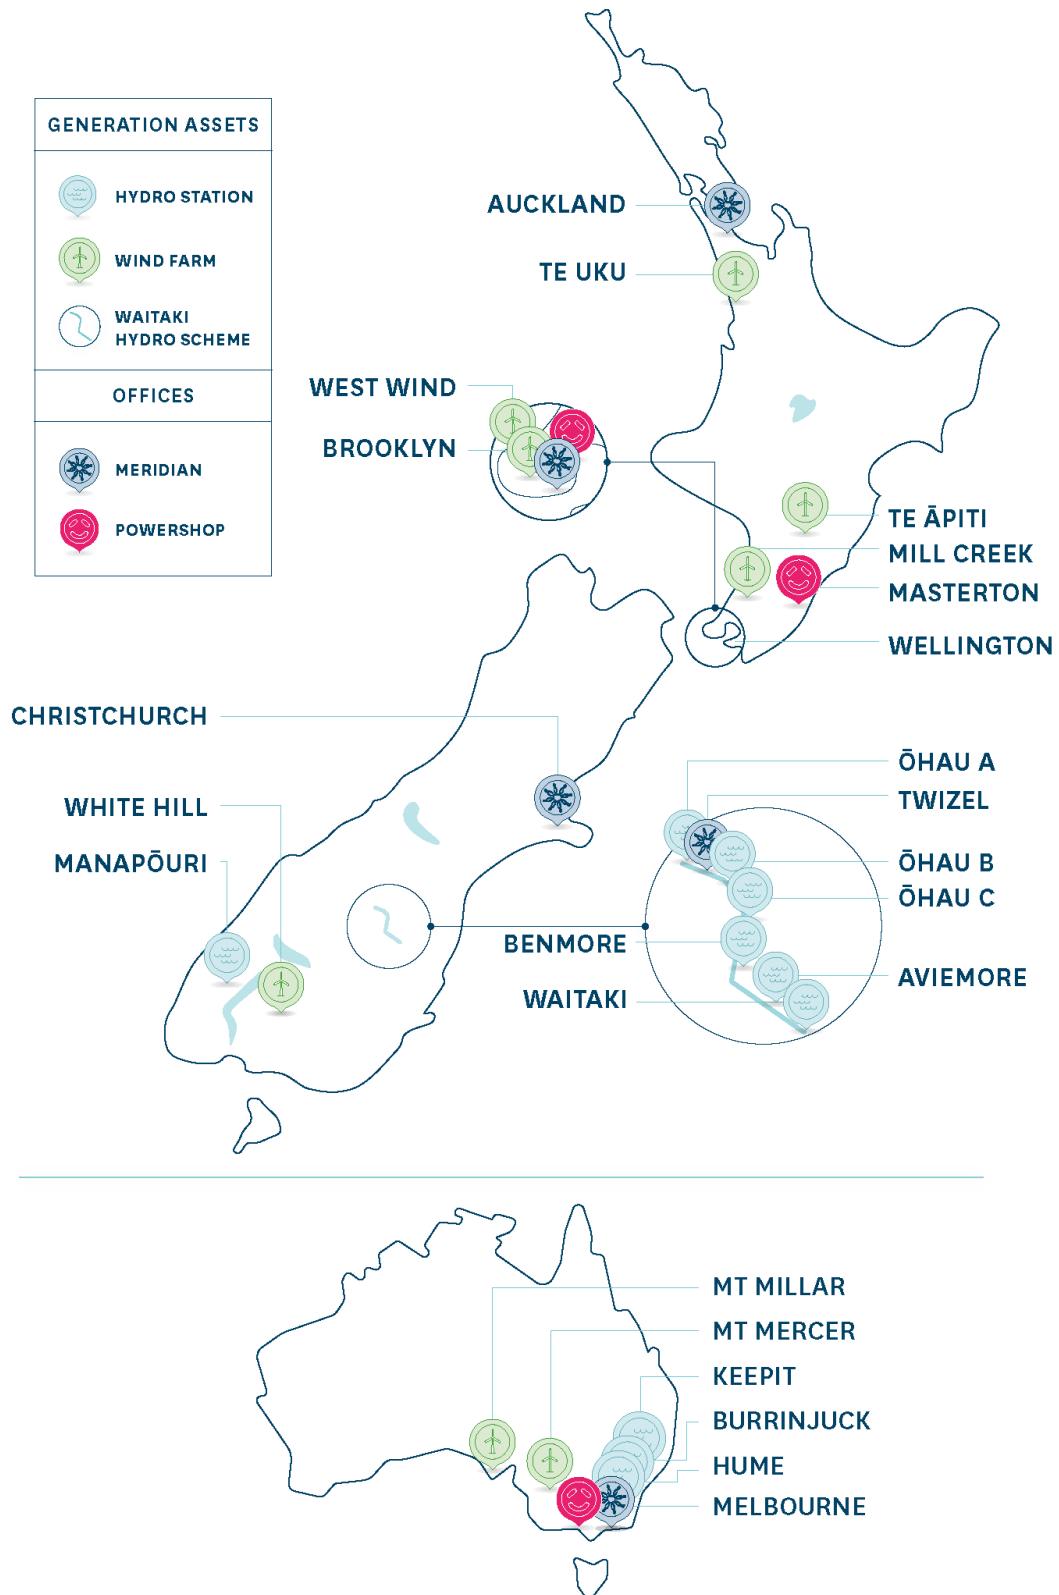 GENERATION ASSETS
HYDRO STATION
WIND FARM
WAITAKI
HYDRO SCHEME
OFFICES
MERIDIAN
POWERSHOP
AUCKLAND
TE UKU
WEST WIND
BROOKLYN
TE ĀPITI
MILL CREEK
MASTERTON
WELLINGTON
CHRISTCHURCH
WHITE HILL
MANAPŌURI
ŌHAU A
TWIZEL
ŌHAU B
ŌHAU C
BENMORE
AVIEMORE
WAITAKI
MT MILLAR
MT MERCER
KEEPIT
BURRINJUCK
HUME
MELBOURNE